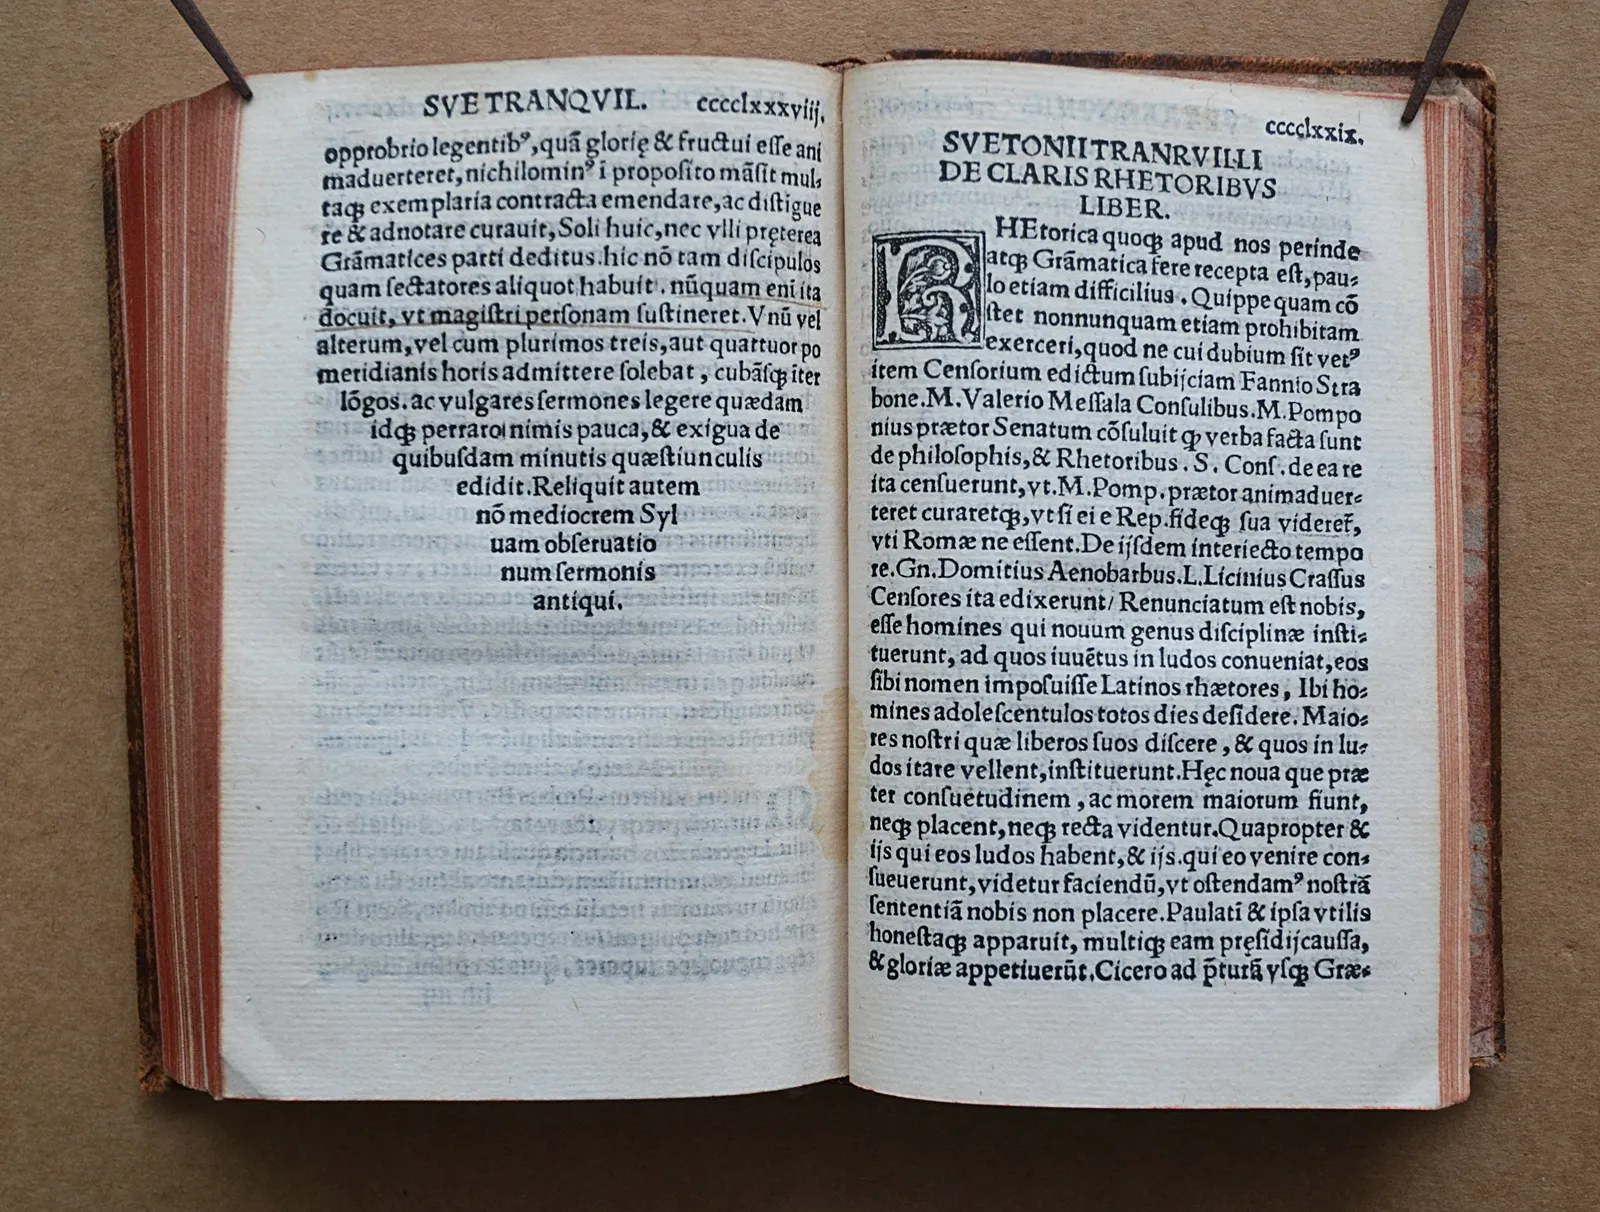 SVETRANQVIL. cccclxxxviij.
opprobrio legentib⁹,quã glorię & fructui eſſe ani
maduerteret,nichilomin⁹ ĩ propoſito mãſit mul⸗
taqꝫ exemplaria contracta emendare,ac diſtigue
re & adnotare curauit,Soli huic,nec vlli pręterea
Grãmatices parti deditus.hic nõ tam diſcipulos
quam ſectatores aliquot habuit.nũquam eni ita
docuit, vt magiſtri perſonam ſuſtineret.Vnũ vel
alterum,vel cum plurimos treis,aut quattuor po
meridianis horis admittere ſolebat, cubãſqꝫ iter
lõgos.ac vulgares ſermones legere quædam
idqꝫ perraro nimis pauca,& exigua de
quibuſdam minutis quæſtiunculis
edidit.Reliquit autem
nõ mediocrem Syl
uam obſeruatio
num ſermonis
antiqui.
cccclxxix.
SVETONII TRANRVILLI
DE CLARIS RHETORIBVS
LIBER.
RHEtorica quoqꝫ apud nos perinde
atqꝫ Grãmatica fere recepta eſt,pau⸗
lo etiam difficilius.Quippe quam cõ
ſtet nonnunquam etiam prohibitam
exerceri,quod ne cui dubium ſit vet⁹
item Cenſorium edictum ſubijciam Fannio Stra
bone.M.Valerio Meſſala Conſulibus.M.Pompo
nius prætor Senatum cõſuluit ꝙ verba facta ſunt
de philoſophis,& Rhetoribus.S.Conſ.de ea re
ita cenſuerunt,vt.M.Pomp.prætor animaduer⸗
teret curaretqꝫ,vt ſi ei e Rep.fideqꝫ ſua videret̃,
vti Romæ ne eſſent.De ijſdem interiecto tempo
re.Gn.Domitius Aenobarbus.L.Licinius Craſſus
Cenſores ita edixerunt/ Renunciatum eſt nobis,
eſſe homines qui nouum genus diſciplinæ inſti⸗
tuerunt, ad quos iuuẽtus in ludos conueniat,eos
ſibi nomen impoſuiſſe Latinos rhætores, Ibi ho⸗
mines adoleſcentulos totos dies deſidere.Maio⸗
res noſtri quæ liberos ſuos diſcere, & quos in lu⸗
dos itare vellent,inſtituerunt.Hęc noua que præ
ter conſuetudinem, ac morem maiorum fiunt,
neqꝫ placent,neqꝫ recta videntur.Quapropter &
ijs qui eos ludos habent,& ijs.qui eo venire con⸗
ſueuerunt,videtur faciendũ,vt oſtendam⁹ noſtrã
ſententiã nobis non placere.Paulatĩ & ipſa vtilis
honeſtaqꝫ apparuit, multiqꝫ eam pręſidij cauſſa,
& gloriæ appetiuerũt.Cicero ad p̃turã vſqꝫ Græ⸗